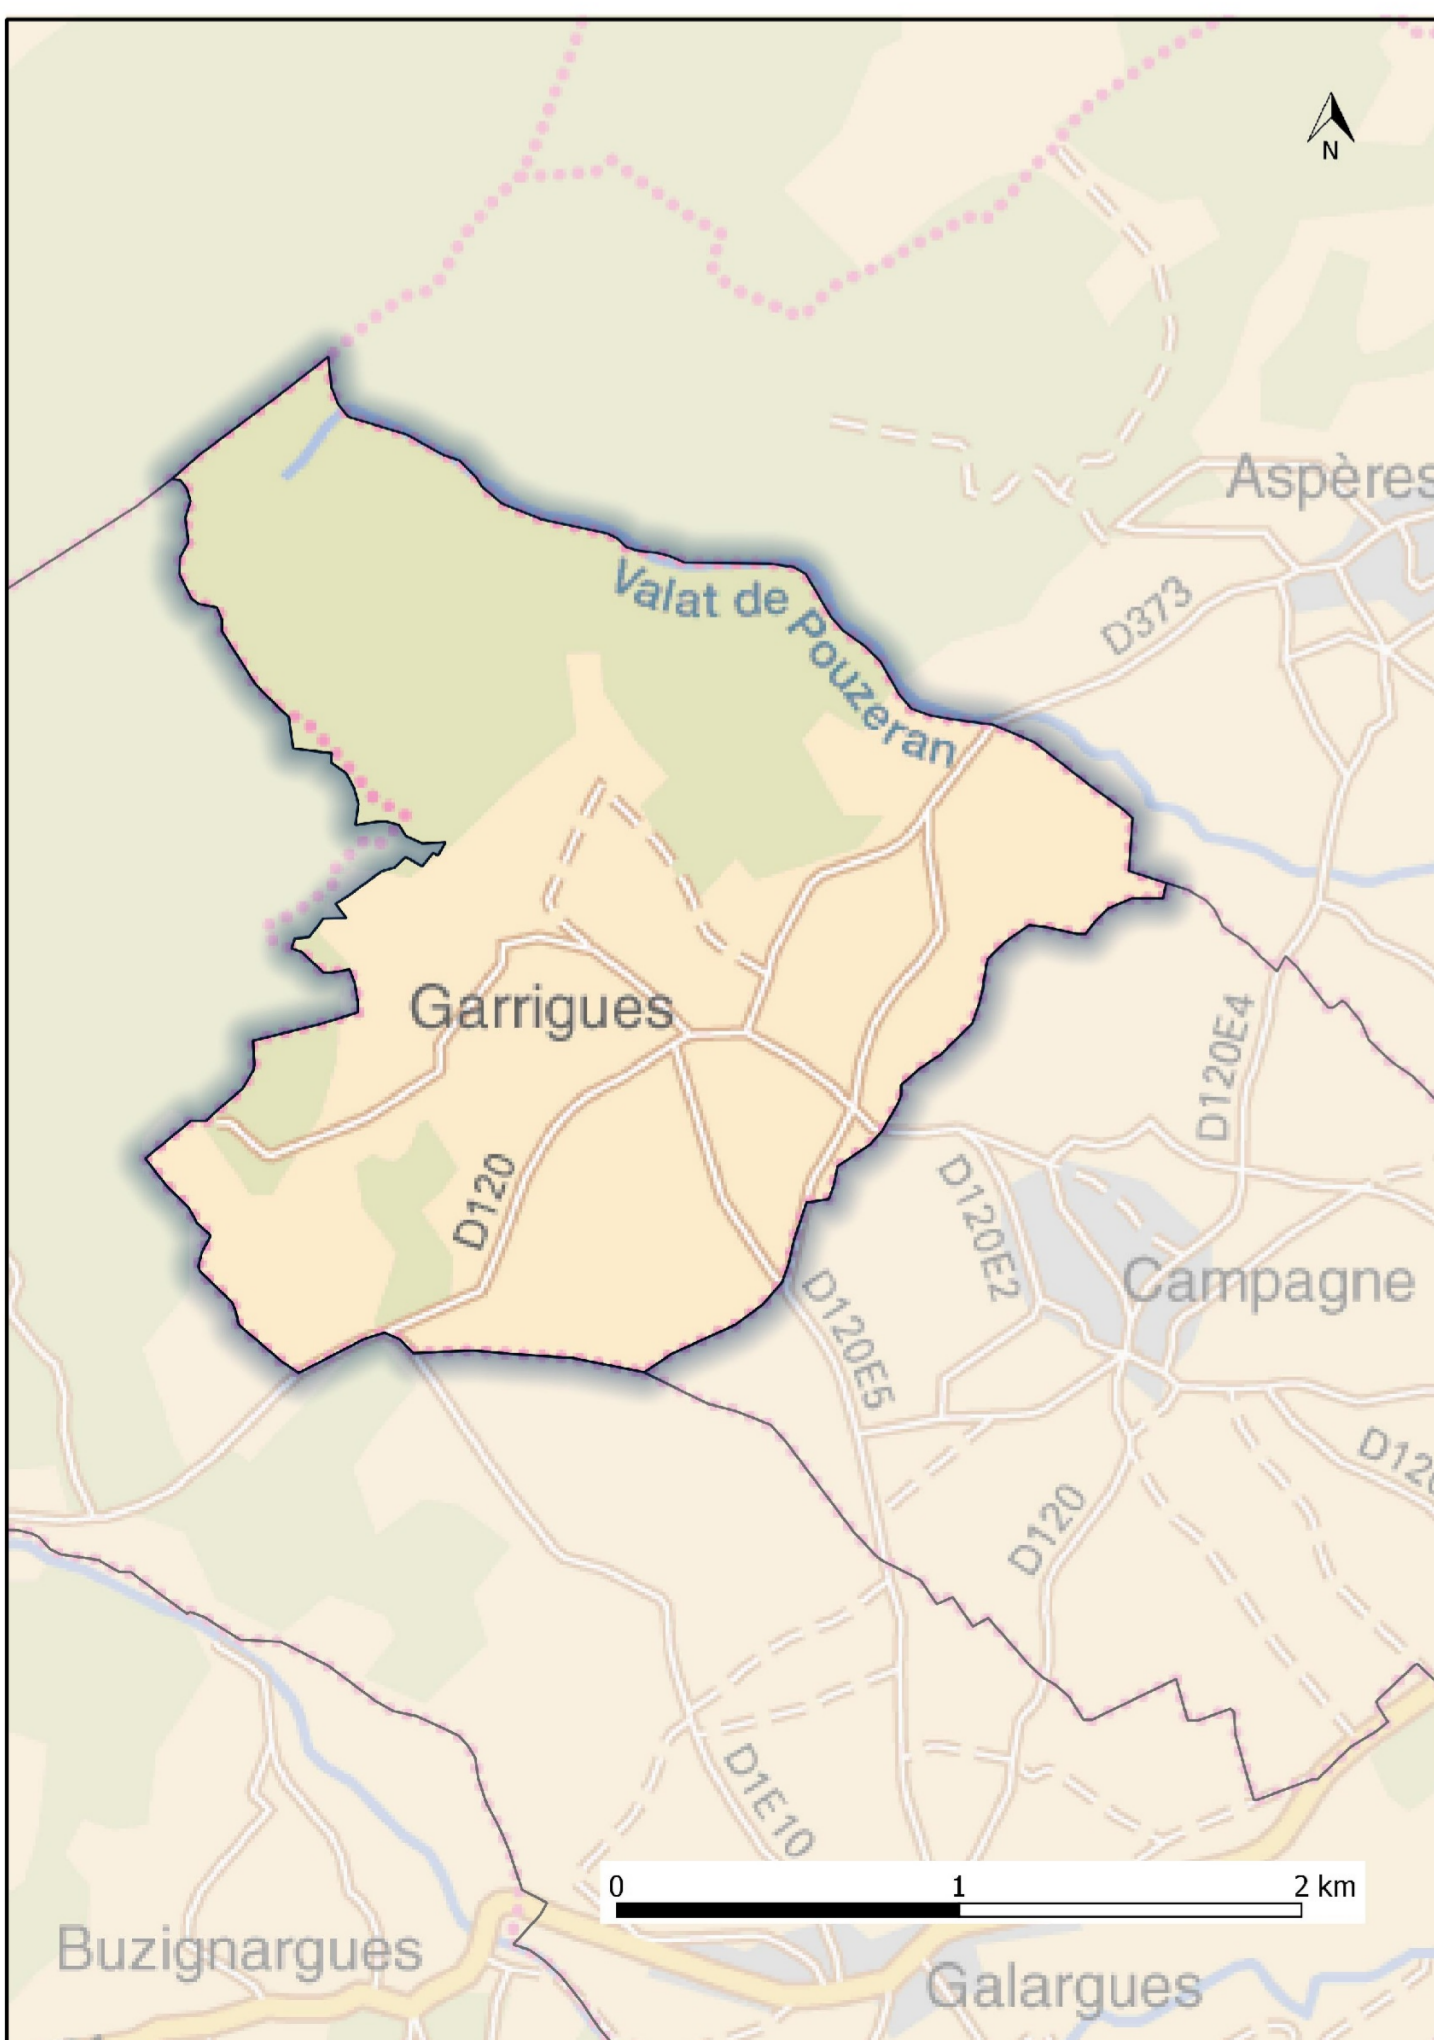 N
Aspères
Valat de Pouzeran
D373
Garrigues
D120E4
D120
D120E2
Campagne
D120E5
D120
D1E10
0 1 2 km
Buzignargues
Galargues